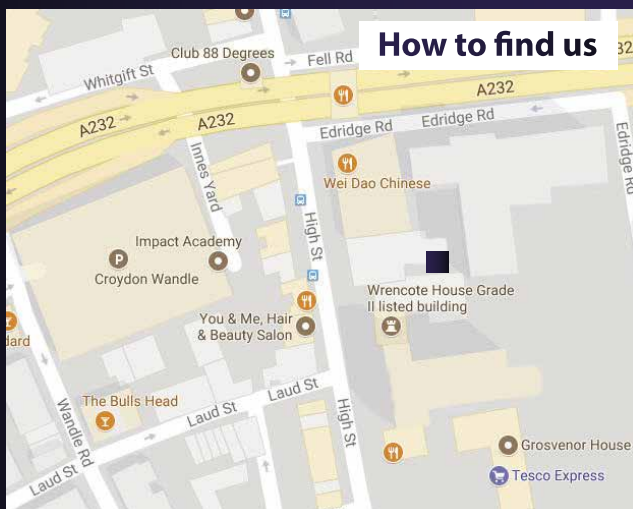 How to find us
Club 88 Degrees
Fell Rd
Whitgift St
A232
A232
A232
Edridge Rd
Edridge Rd
Edridge Rd
Innes Yard
Wei Dao Chinese
High St
Impact Academy
P
Croydon Wandle
Wrencote House Grade
II listed building
You & Me, Hair
& Beauty Salon
dard
The Bulls Head
Laud St
Laud St
High St
Wandle Rd
Laud St
Grosvenor House
Tesco Express